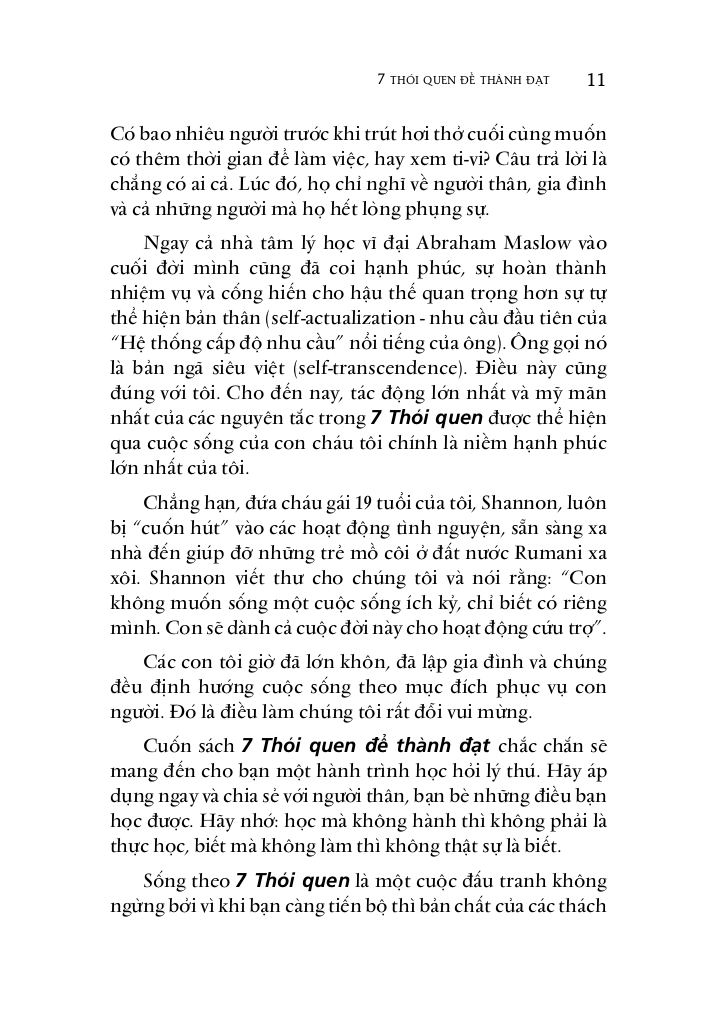 7 THÓI QUEN ĐỂ THÀNH ĐẠT 11
Có bao nhiêu người trước khi trút hơi thở cuối cùng muốn
có thêm thời gian để làm việc, hay xem ti-vi? Câu trả lời là
chẳng có ai cả. Lúc đó, họ chỉ nghĩ về người thân, gia đình
và cả những người mà họ hết lòng phụng sự.
Ngay cả nhà tâm lý học vĩ đại Abraham Maslow vào
cuối đời mình cũng đã coi hạnh phúc, sự hoàn thành
nhiệm vụ và cống hiến cho hậu thế quan trọng hơn sự tự
thể hiện bản thân (self-actualization - nhu cầu đầu tiên của
“Hệ thống cấp độ nhu cầu” nổi tiếng của ông). Ông gọi nó
là bản ngã siêu việt (self-transcendence). Điều này cũng
đúng với tôi. Cho đến nay, tác động lớn nhất và mỹ mãn
nhất của các nguyên tắc trong 7 Thói quen được thể hiện
qua cuộc sống của con cháu tôi chính là niềm hạnh phúc
lớn nhất của tôi.
Chẳng hạn, đứa cháu gái 19 tuổi của tôi, Shannon, luôn
bị “cuốn hút” vào các hoạt động tình nguyện, sẵn sàng xa
nhà đến giúp đỡ những trẻ mồ côi ở đất nước Rumani xa
xôi. Shannon viết thư cho chúng tôi và nói rằng: “Con
không muốn sống một cuộc sống ích kỷ, chỉ biết có riêng
mình. Con sẽ dành cả cuộc đời này cho hoạt động cứu trợ”.
Các con tôi giờ đã lớn khôn, đã lập gia đình và chúng
đều định hướng cuộc sống theo mục đích phục vụ con
người. Đó là điều làm chúng tôi rất đỗi vui mừng.
Cuốn sách 7 Thói quen để thành đạt chắc chắn sẽ
mang đến cho bạn một hành trình học hỏi lý thú. Hãy áp
dụng ngay và chia sẻ với người thân, bạn bè những điều bạn
học được. Hãy nhớ: học mà không hành thì không phải là
thực học, biết mà không làm thì không thật sự là biết.
Sống theo 7 Thói quen là một cuộc đấu tranh không
ngừng bởi vì khi bạn càng tiến bộ thì bản chất của các thách